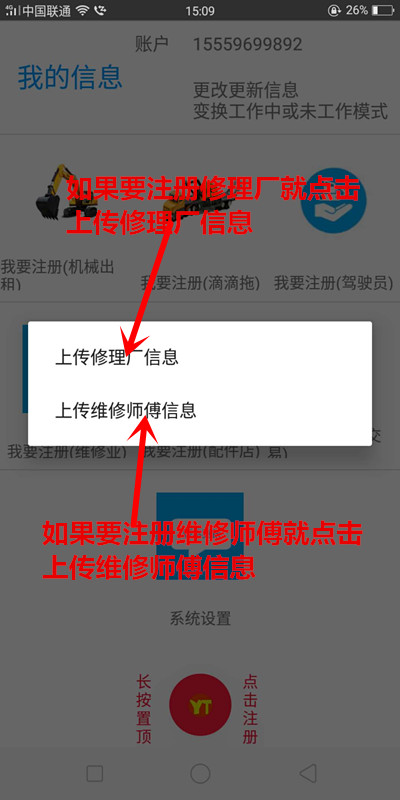 4G 中国联通 15:09 26%
账户 15559699892
我的信息
更改更新信息
变换工作中或未工作模式
如果要注册修理厂就点击
上传修理厂信息
我要注册(机械出
租)
我要注册(滴滴拖)
我要注册(驾驶员)
上传修理厂信息
上传维修师傅信息
交
我要注册(维修业)
我要注册(配件店)
息)
如果要注册维修师傅就点击
上传维修师傅信息
系统设置
长按置顶
YT
点击注册